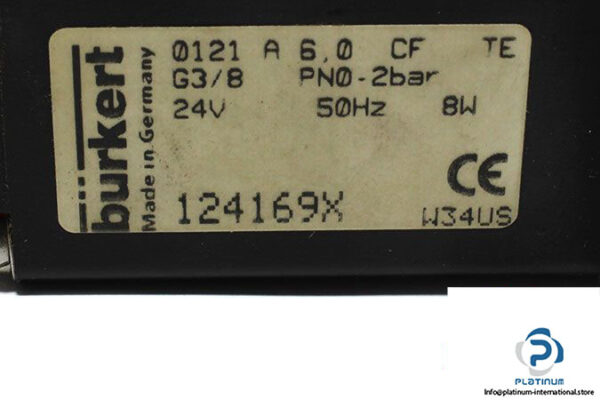 bürkert
Made in Germany
0121 A 6,0 CF TE
G3/8 PN0-2bar
24V 50Hz 8W
124169X
CE
W34US
PLATINUM
info@platinum-international.store